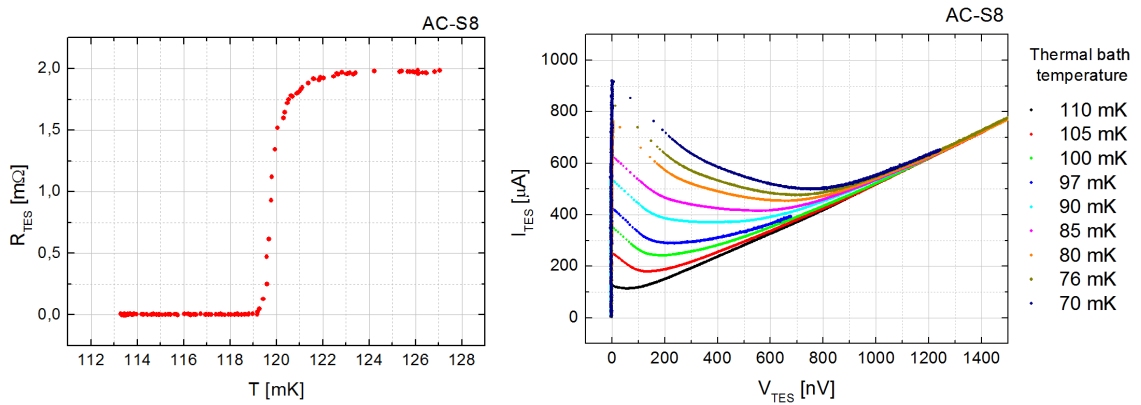 AC-S8
2,0
1,5
1,0
0,5
0,0
R_TES [mΩ]
112 114 116 118 120 122 124 126 128
T [mK]
AC-S8
1000
800
600
400
200
0
I_TES [µA]
0 200 400 600 800 1000 1200 1400
V_TES [nV]
Thermal bath
temperature
110 mK
105 mK
100 mK
97 mK
90 mK
85 mK
80 mK
76 mK
70 mK